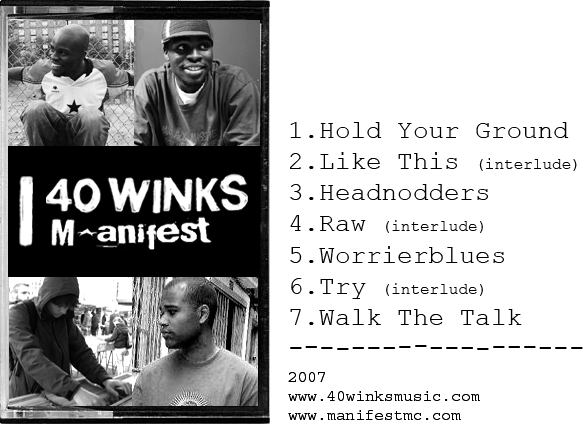 40 WINKS
M-anifest
1.Hold Your Ground
2.Like This (interlude)
3.Headnodders
4.Raw (interlude)
5.Worrierblues
6.Try (interlude)
7.Walk The Talk
2007
www.40winksmusic.com
www.manifestmc.com